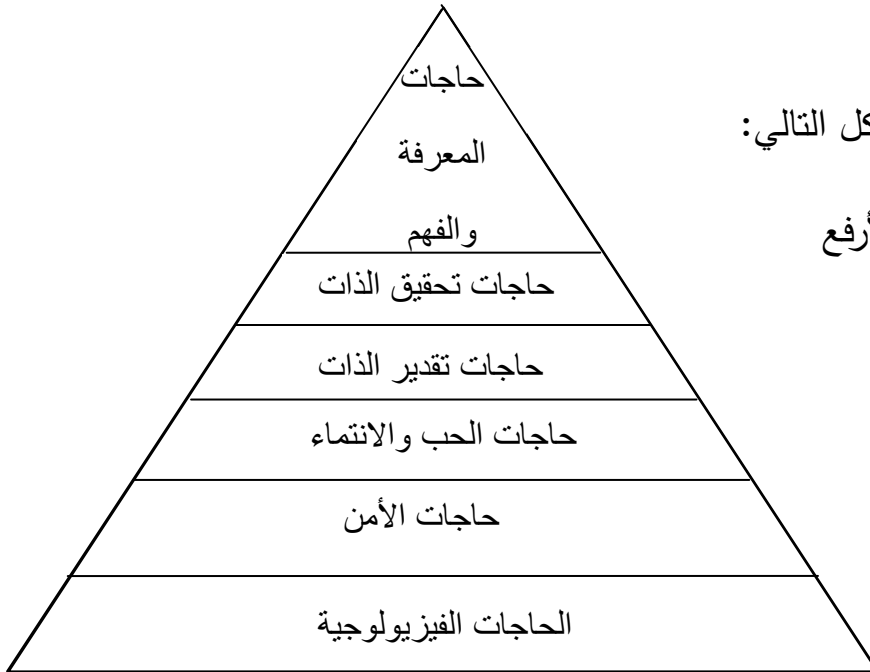 حاجات
كل التالي:
المعرفة
أرفع
والفهم
حاجات تحقيق الذات
حاجات تقدير الذات
حاجات الحب والانتماء
حاجات الأمن
الحاجات الفيزيولوجية